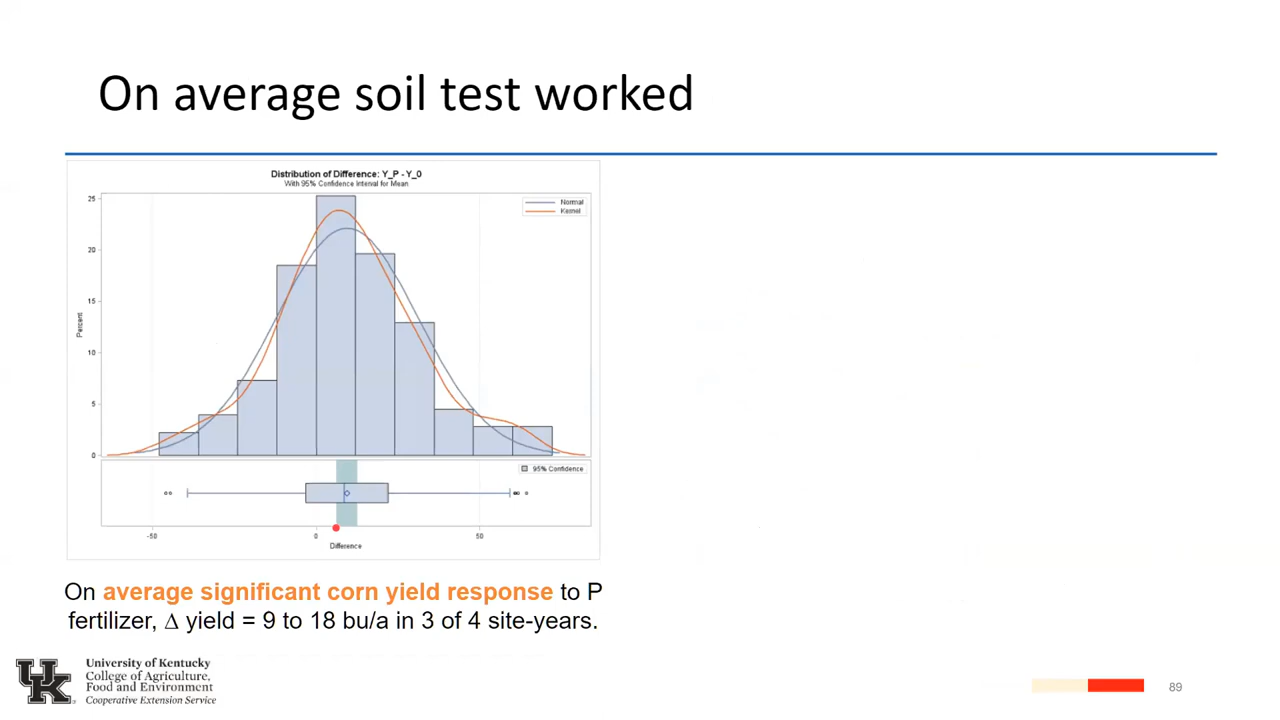 On average soil test worked
Distribution of Difference: Y_P - Y_0
With 95% Confidence Interval for Mean
Normal
Kernel
25
20
15
10
5
0
Percent
95% Confidence
-50
0
50
Difference
On average significant corn yield response to P
fertilizer, Δ yield = 9 to 18 bu/a in 3 of 4 site-years.
UK
University of Kentucky
College of Agriculture,
Food and Environment
Cooperative Extension Service
89